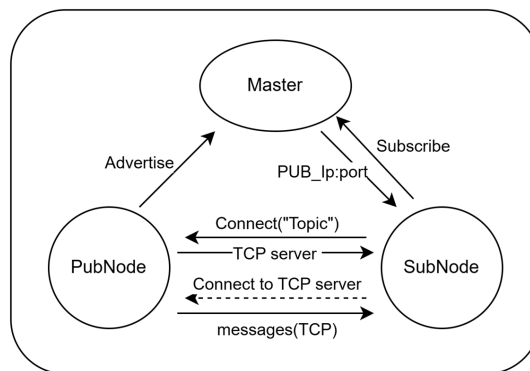 Master
Advertise
Subscribe
PUB_Ip:port
Connect("Topic")
PubNode
TCP server
SubNode
Connect to TCP server
messages(TCP)